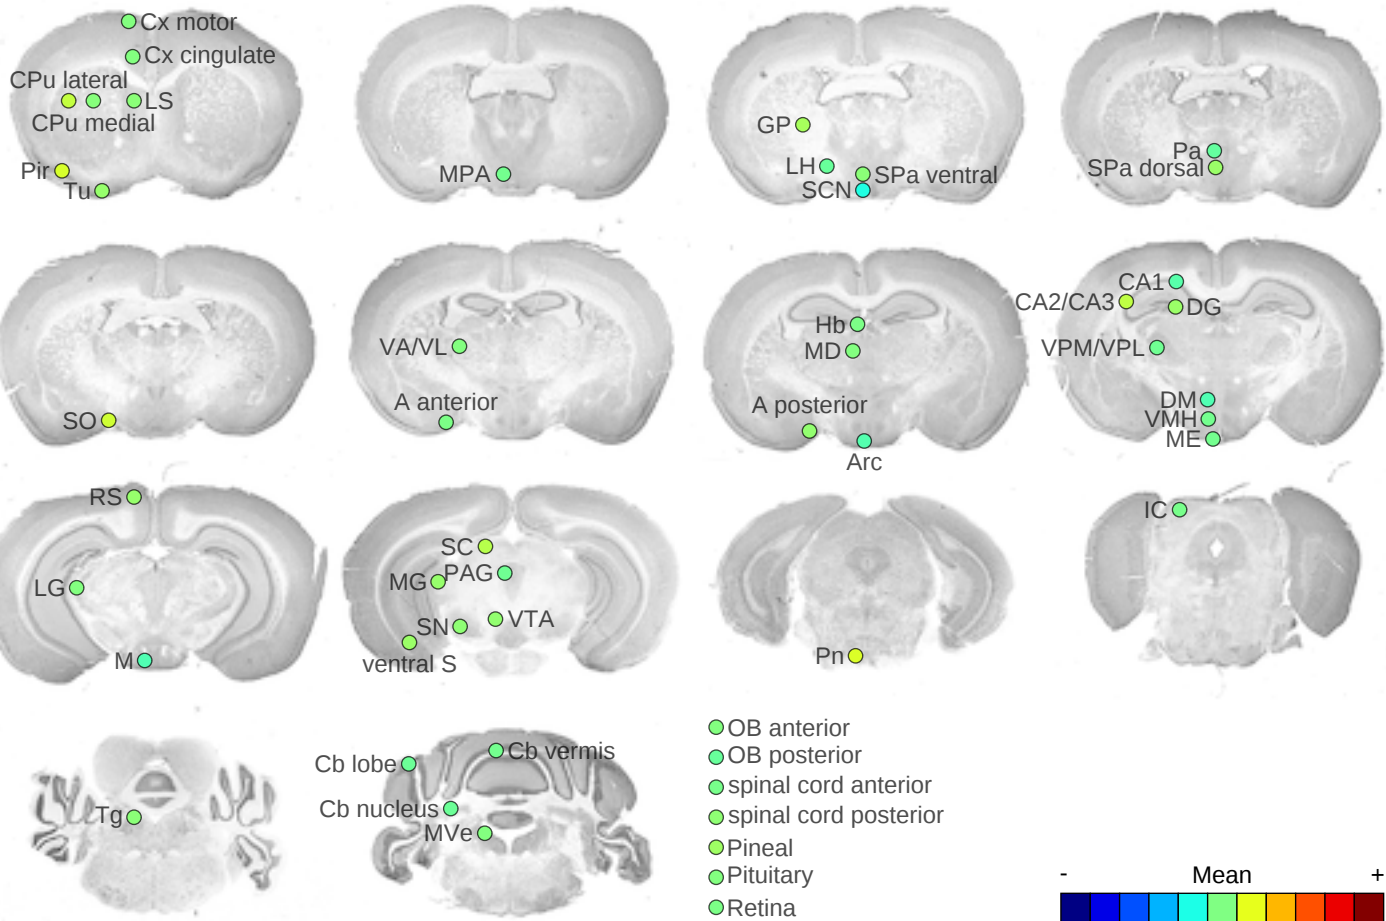 Cx motor
Cx cingulate
CPu lateral
LS
CPu medial
Pir
Tu
MPA
GP
LH
SPa ventral
SCN
Pa
SPa dorsal
SO
VA/VL
A anterior
Hb
MD
A posterior
Arc
CA1
CA2/CA3
DG
VPM/VPL
DM
VMH
ME
RS
LG
M
SC
MG
PAG
SN
VTA
ventral S
Pn
IC
Tg
Cb lobe
Cb vermis
Cb nucleus
MVe
OB anterior
OB posterior
spinal cord anterior
spinal cord posterior
Pineal
Pituitary
Retina
- Mean +